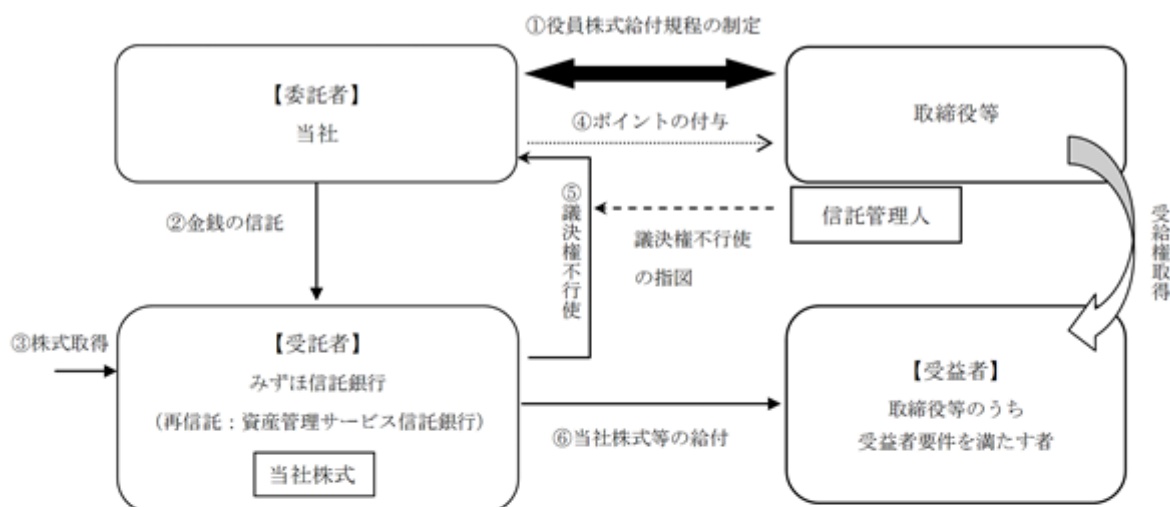 ①役員株式給付規程の制定
【委託者】
当社
取締役等
④ポイントの付与
②金銭の信託
⑤議決権不行使
信託管理人
議決権不行使
の指図
受給権取得
③株式取得
【受託者】
みずほ信託銀行
（再信託：資産管理サービス信託銀行）
当社株式
⑥当社株式等の給付
【受益者】
取締役等のうち
受益者要件を満たす者